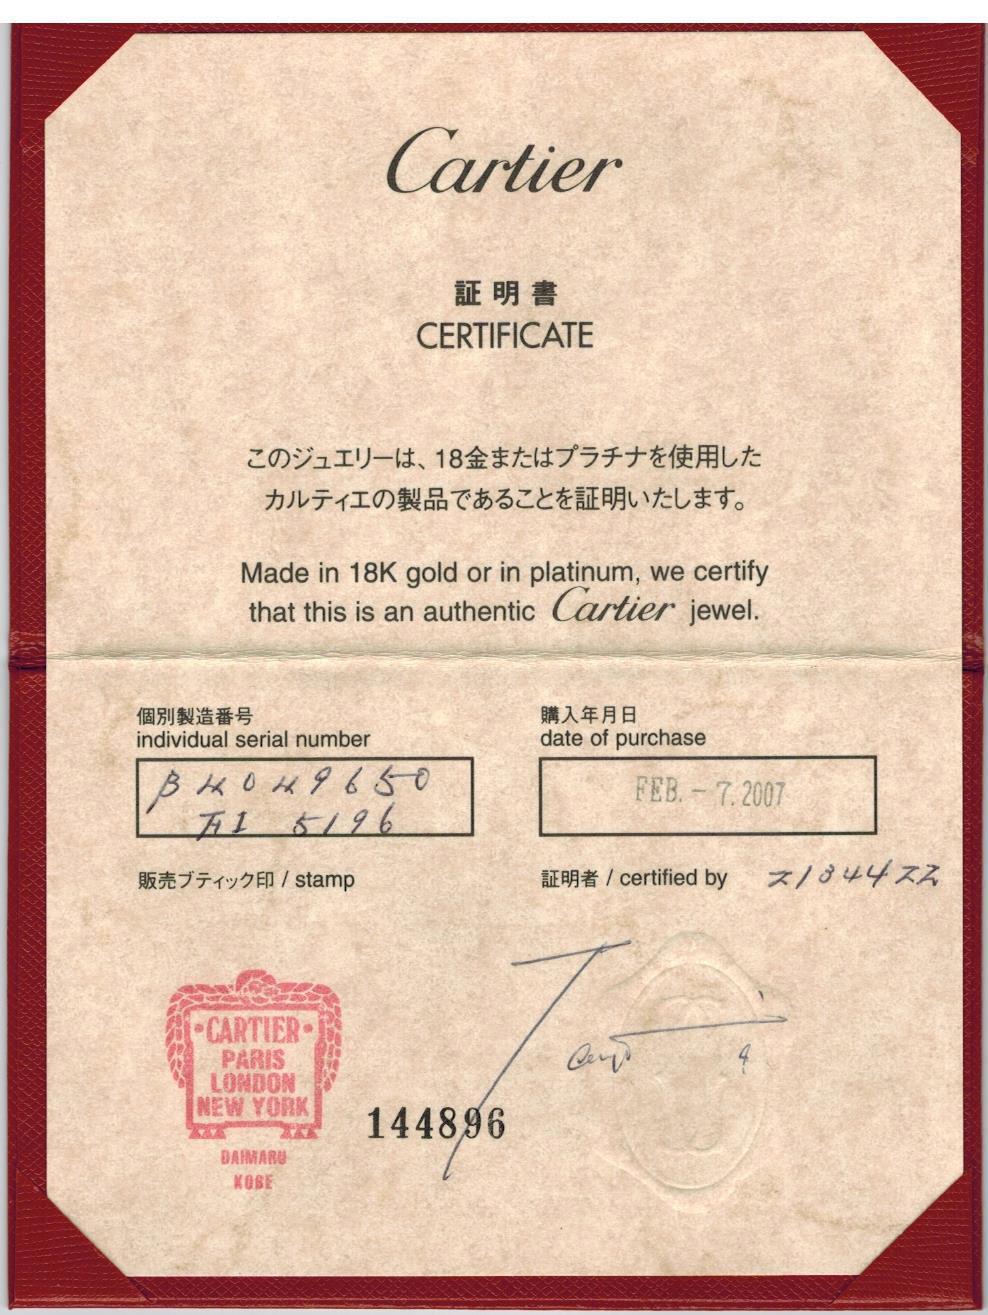 Cartier
証明書
CERTIFICATE
このジュエリーは、18金またはプラチナを使用した
カルティエの製品であることを証明いたします。
Made in 18K gold or in platinum, we certify
that this is an authentic Cartier jewel.
個別製造番号
individual serial number
B4049650
5196
購入年月日
date of purchase
FEB. - 7. 2007
販売ブティック印 / stamp
証明者 / certified by
·CARTIER·
PARIS
LONDON
NEW YORK
DAIMARU
KOBE
144896